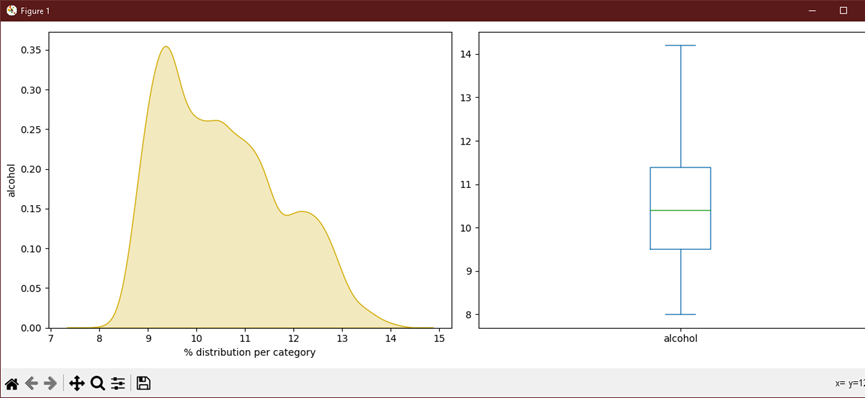 Figure 1
0.35
0.30
0.25
0.20
0.15
0.10
0.05
0.00
alcohol
7 8 9 10 11 12 13 14 15
% distribution per category
14
13
12
11
10
9
8
alcohol
x= y=12